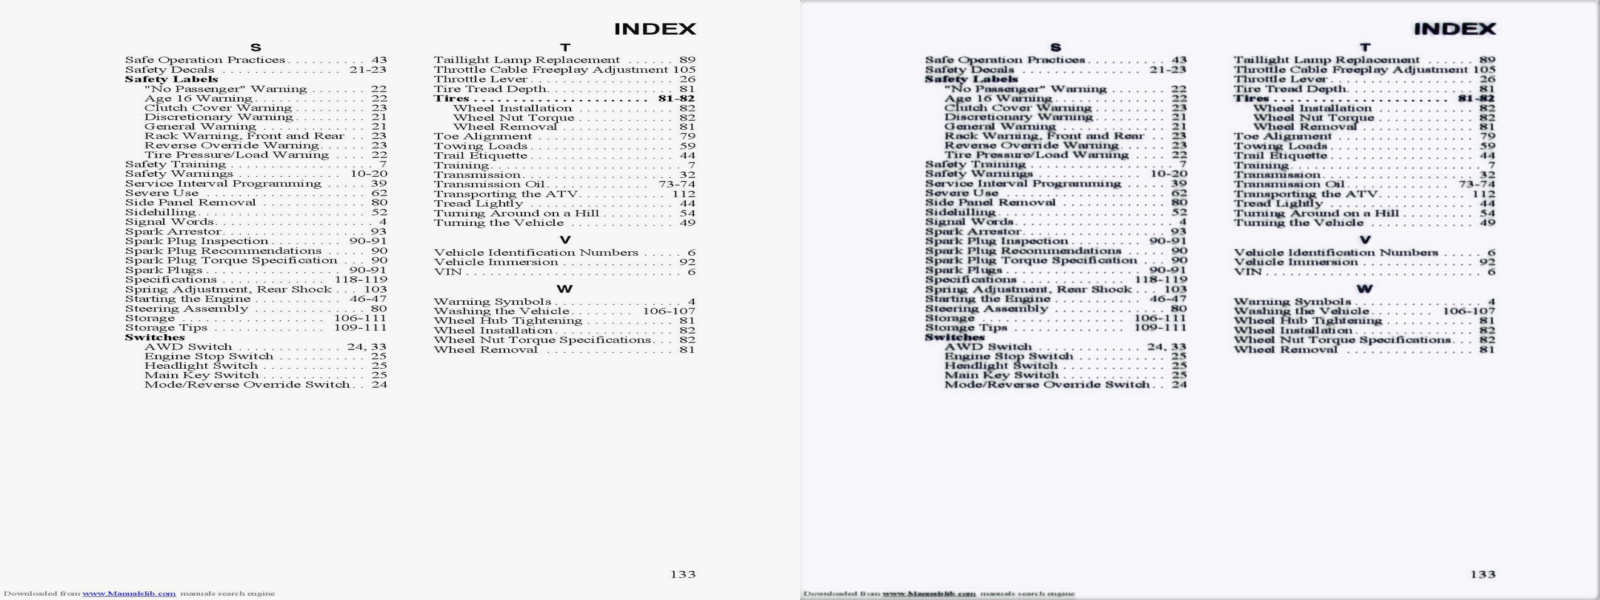 INDEX
S
Safe Operation Practices . . . . . . . . . 43
Safety Decals . . . . . . . . . . . . . . 21-23
Safety Labels
"No Passenger" Warning . . . . . . . 22
Age 16 Warning . . . . . . . . . . . . . 22
Clutch Cover Warning . . . . . . . . . 23
Discretionary Warning . . . . . . . . . 21
General Warning . . . . . . . . . . . . 21
Rack Warning, Front and Rear . . . 23
Reverse Override Warning . . . . . . 23
Tire Pressure/Load Warning . . . . 22
Safety Training . . . . . . . . . . . . . . . 7
Safety Warnings . . . . . . . . . . . . 10-20
Service Interval Programming . . . . . 39
Severe Use . . . . . . . . . . . . . . . . . 62
Side Panel Removal . . . . . . . . . . . 80
Sidehilling . . . . . . . . . . . . . . . . . . 52
Signal Words . . . . . . . . . . . . . . . . 4
Spark Arrestor . . . . . . . . . . . . . . . 93
Spark Plug Inspection . . . . . . . . 90-91
Spark Plug Recommendations . . . . . 90
Spark Plug Torque Specification . . . 90
Spark Plugs . . . . . . . . . . . . . . . 90-91
Specifications . . . . . . . . . . . . 118-119
Spring Adjustment, Rear Shock . . . 103
Starting the Engine . . . . . . . . . . 46-47
Steering Assembly . . . . . . . . . . . . 80
Storage . . . . . . . . . . . . . . . . 106-111
Storage Tips . . . . . . . . . . . . . 109-111
Switches
AWD Switch . . . . . . . . . . . . . 24, 33
Engine Stop Switch . . . . . . . . . . . 25
Headlight Switch . . . . . . . . . . . . 25
Main Key Switch . . . . . . . . . . . . 25
Mode/Reverse Override Switch . . 24
T
Taillight Lamp Replacement . . . . . . 89
Throttle Cable Freeplay Adjustment 105
Throttle Lever . . . . . . . . . . . . . . . 26
Tire Tread Depth . . . . . . . . . . . . . 81
Tires . . . . . . . . . . . . . . . . . . . . . 81-82
Wheel Installation . . . . . . . . . . . . 82
Wheel Nut Torque . . . . . . . . . . . . 82
Wheel Removal . . . . . . . . . . . . . 81
Toe Alignment . . . . . . . . . . . . . . . 79
Towing Loads . . . . . . . . . . . . . . . 59
Trail Etiquette . . . . . . . . . . . . . . . 44
Training . . . . . . . . . . . . . . . . . . . . 7
Transmission . . . . . . . . . . . . . . . . 32
Transmission Oil . . . . . . . . . . . . 73-74
Transporting the ATV . . . . . . . . . . 112
Tread Lightly . . . . . . . . . . . . . . . . 44
Turning Around on a Hill . . . . . . . . 54
Turning the Vehicle . . . . . . . . . . . . 49
V
Vehicle Identification Numbers . . . . . 6
Vehicle Immersion . . . . . . . . . . . . 92
VIN . . . . . . . . . . . . . . . . . . . . . . . 6
W
Warning Symbols . . . . . . . . . . . . . . 4
Washing the Vehicle . . . . . . . . 106-107
Wheel Hub Tightening . . . . . . . . . . 81
Wheel Installation . . . . . . . . . . . . . 82
Wheel Nut Torque Specifications . . . 82
Wheel Removal . . . . . . . . . . . . . . 81
133
Downloaded from www.Manualslib.com manuals search engine
INDEX
S
Safe Operation Practices . . . . . . . . . 43
Safety Decals . . . . . . . . . . . . . . 21-23
Safety Labels
"No Passenger" Warning . . . . . . . 22
Age 16 Warning . . . . . . . . . . . . . 22
Clutch Cover Warning . . . . . . . . . 23
Discretionary Warning . . . . . . . . . 21
General Warning . . . . . . . . . . . . 21
Rack Warning, Front and Rear . . . 23
Reverse Override Warning . . . . . . 23
Tire Pressure/Load Warning . . . . 22
Safety Training . . . . . . . . . . . . . . . 7
Safety Warnings . . . . . . . . . . . . 10-20
Service Interval Programming . . . . . 39
Severe Use . . . . . . . . . . . . . . . . . 62
Side Panel Removal . . . . . . . . . . . 80
Sidehilling . . . . . . . . . . . . . . . . . . 52
Signal Words . . . . . . . . . . . . . . . . 4
Spark Arrestor . . . . . . . . . . . . . . . 93
Spark Plug Inspection . . . . . . . . 90-91
Spark Plug Recommendations . . . . . 90
Spark Plug Torque Specification . . . 90
Spark Plugs . . . . . . . . . . . . . . . 90-91
Specifications . . . . . . . . . . . . 118-119
Spring Adjustment, Rear Shock . . . 103
Starting the Engine . . . . . . . . . . 46-47
Steering Assembly . . . . . . . . . . . . 80
Storage . . . . . . . . . . . . . . . . 106-111
Storage Tips . . . . . . . . . . . . . 109-111
Switches
AWD Switch . . . . . . . . . . . . . 24, 33
Engine Stop Switch . . . . . . . . . . . 25
Headlight Switch . . . . . . . . . . . . 25
Main Key Switch . . . . . . . . . . . . 25
Mode/Reverse Override Switch . . 24
T
Taillight Lamp Replacement . . . . . . 89
Throttle Cable Freeplay Adjustment 105
Throttle Lever . . . . . . . . . . . . . . . 26
Tire Tread Depth . . . . . . . . . . . . . 81
Tires . . . . . . . . . . . . . . . . . . . . . 81-82
Wheel Installation . . . . . . . . . . . . 82
Wheel Nut Torque . . . . . . . . . . . . 82
Wheel Removal . . . . . . . . . . . . . 81
Toe Alignment . . . . . . . . . . . . . . . 79
Towing Loads . . . . . . . . . . . . . . . 59
Trail Etiquette . . . . . . . . . . . . . . . 44
Training . . . . . . . . . . . . . . . . . . . . 7
Transmission . . . . . . . . . . . . . . . . 32
Transmission Oil . . . . . . . . . . . . 73-74
Transporting the ATV . . . . . . . . . . 112
Tread Lightly . . . . . . . . . . . . . . . . 44
Turning Around on a Hill . . . . . . . . 54
Turning the Vehicle . . . . . . . . . . . . 49
V
Vehicle Identification Numbers . . . . . 6
Vehicle Immersion . . . . . . . . . . . . 92
VIN . . . . . . . . . . . . . . . . . . . . . . . 6
W
Warning Symbols . . . . . . . . . . . . . . 4
Washing the Vehicle . . . . . . . . 106-107
Wheel Hub Tightening . . . . . . . . . . 81
Wheel Installation . . . . . . . . . . . . . 82
Wheel Nut Torque Specifications . . . 82
Wheel Removal . . . . . . . . . . . . . . 81
133
Downloaded from www.Manualslib.com manuals search engine